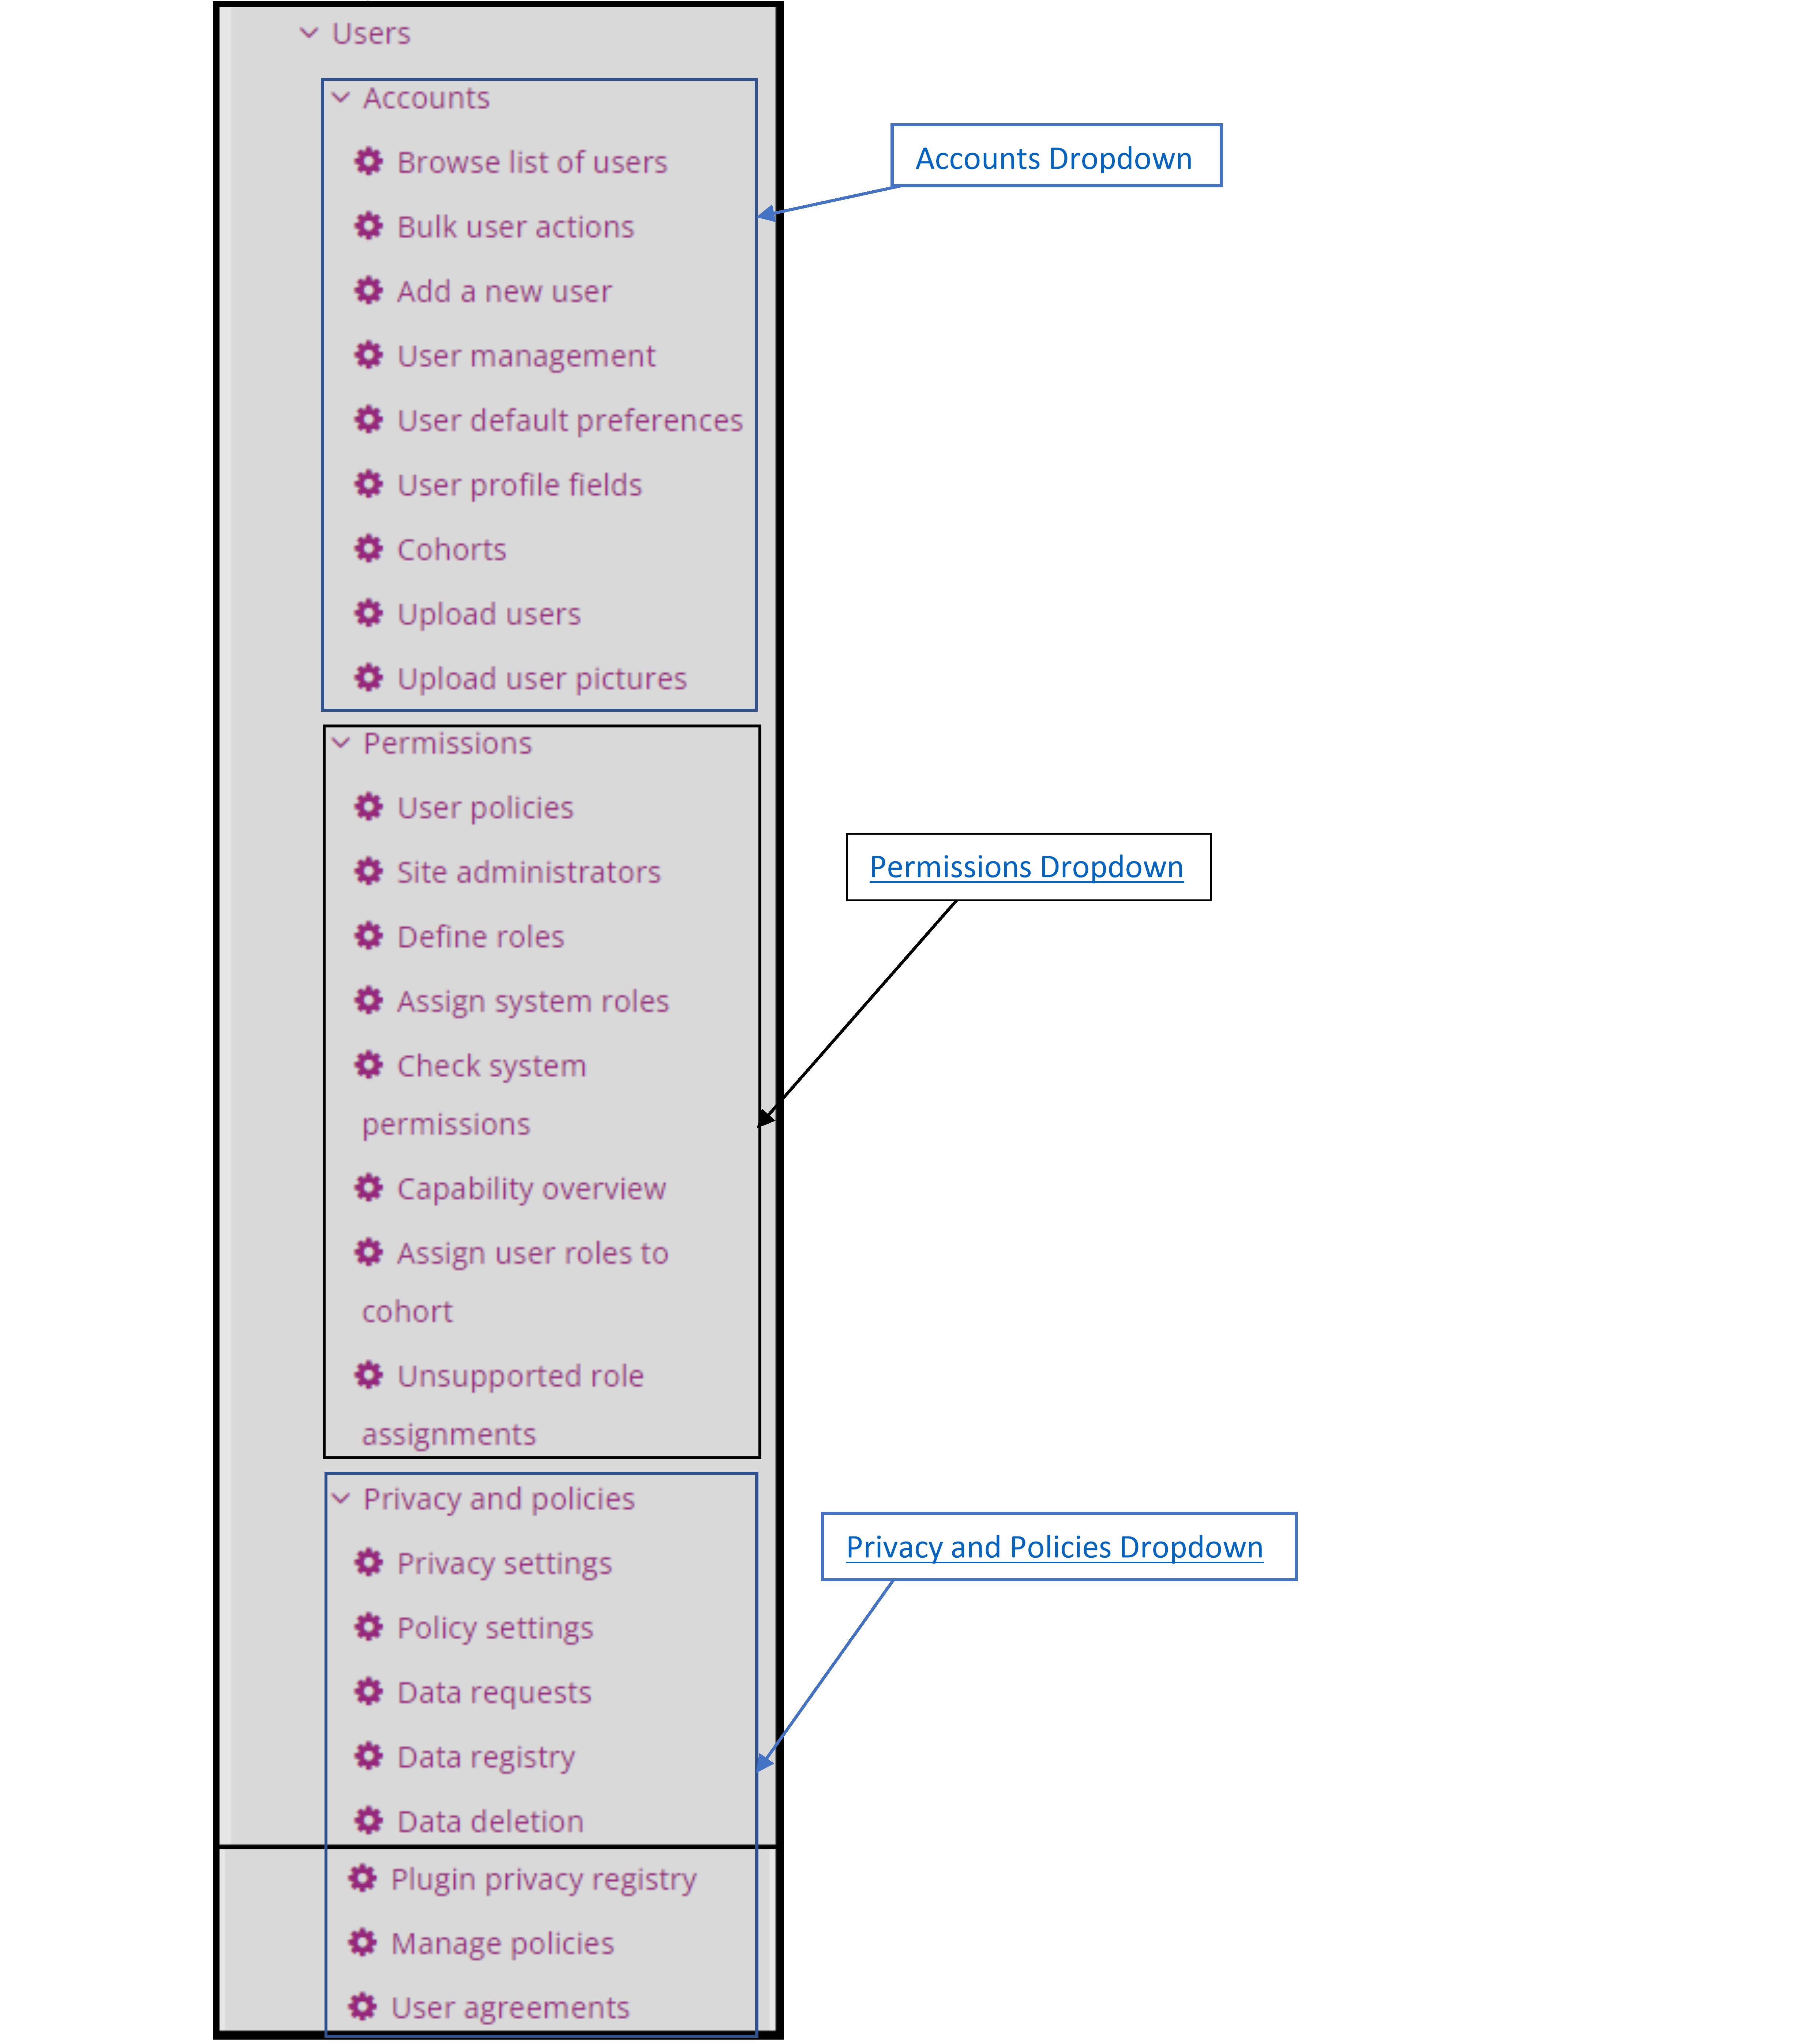 Users
Accounts
Browse list of users
Bulk user actions
Add a new user
User management
User default preferences
User profile fields
Cohorts
Upload users
Upload user pictures
Permissions
User policies
Site administrators
Define roles
Assign system roles
Check system
permissions
Capability overview
Assign user roles to
cohort
Unsupported role
assignments
Privacy and policies
Privacy settings
Policy settings
Data requests
Data registry
Data deletion
Plugin privacy registry
Manage policies
User agreements
Accounts Dropdown
Permissions Dropdown
Privacy and Policies Dropdown